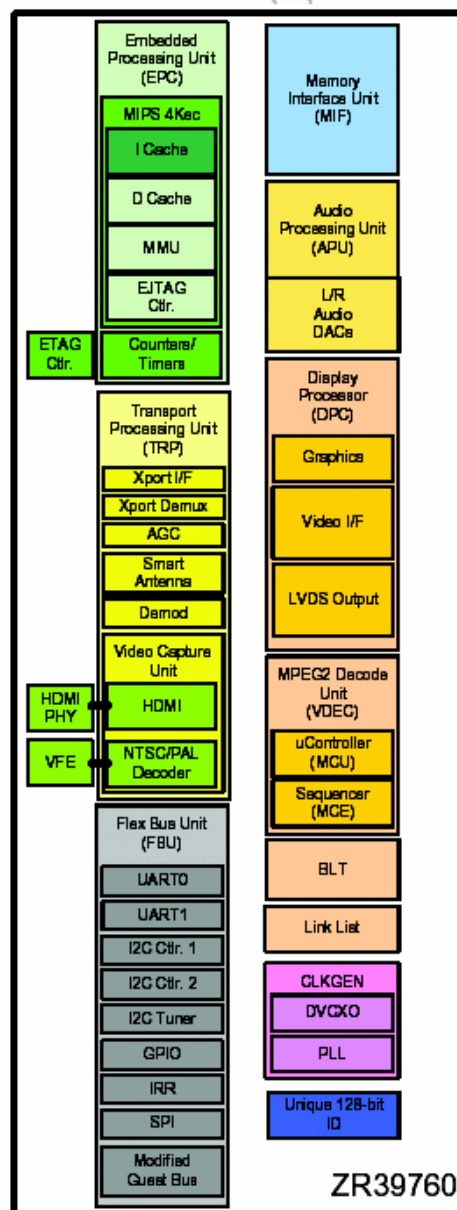 Embedded
Processing Unit
(EPC)
MIPS 4Kec
I Cache
D Cache
MMU
EJTAG
Ctlr.
ETAG
Ctlr.
Counters/
Timers
Transport
Processing Unit
(TRP)
Xport I/F
Xport Demux
AGC
Smart
Antenna
Demod
Video Capture
Unit
HDMI
PHY
HDMI
VFE
NTSC/PAL
Decoder
Flex Bus Unit
(FBU)
UART0
UART1
I2C Ctlr. 1
I2C Ctlr. 2
I2C Tuner
GPIO
IRR
SPI
Modified
Guest Bus
Memory
Interface Unit
(MIF)
Audio
Processing Unit
(APU)
L/R
Audio
DACs
Display
Processor
(DPC)
Graphics
Video I/F
LVDS Output
MPEG2 Decode
Unit
(VDEC)
uController
(MCU)
Sequencer
(MCE)
BLT
Link List
CLKGEN
DVCXO
PLL
Unique 128-bit
ID
ZR39760